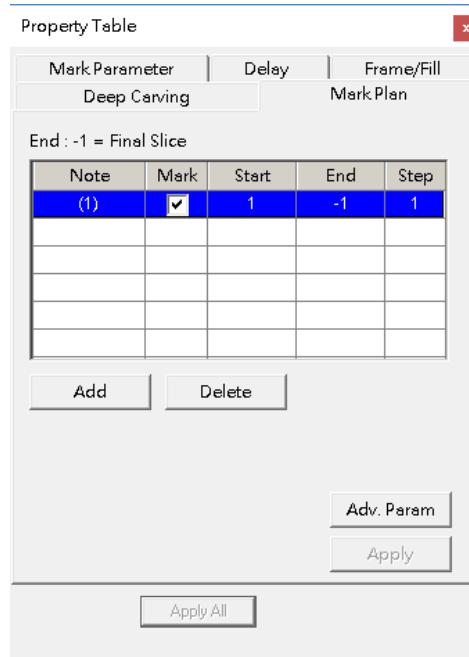 Property Table
x
Mark Parameter Delay Frame/Fill
Deep Carving Mark Plan
End : -1 = Final Slice
Note Mark Start End Step
(1) 1 -1 1
Add Delete
Adv. Param
Apply
Apply All